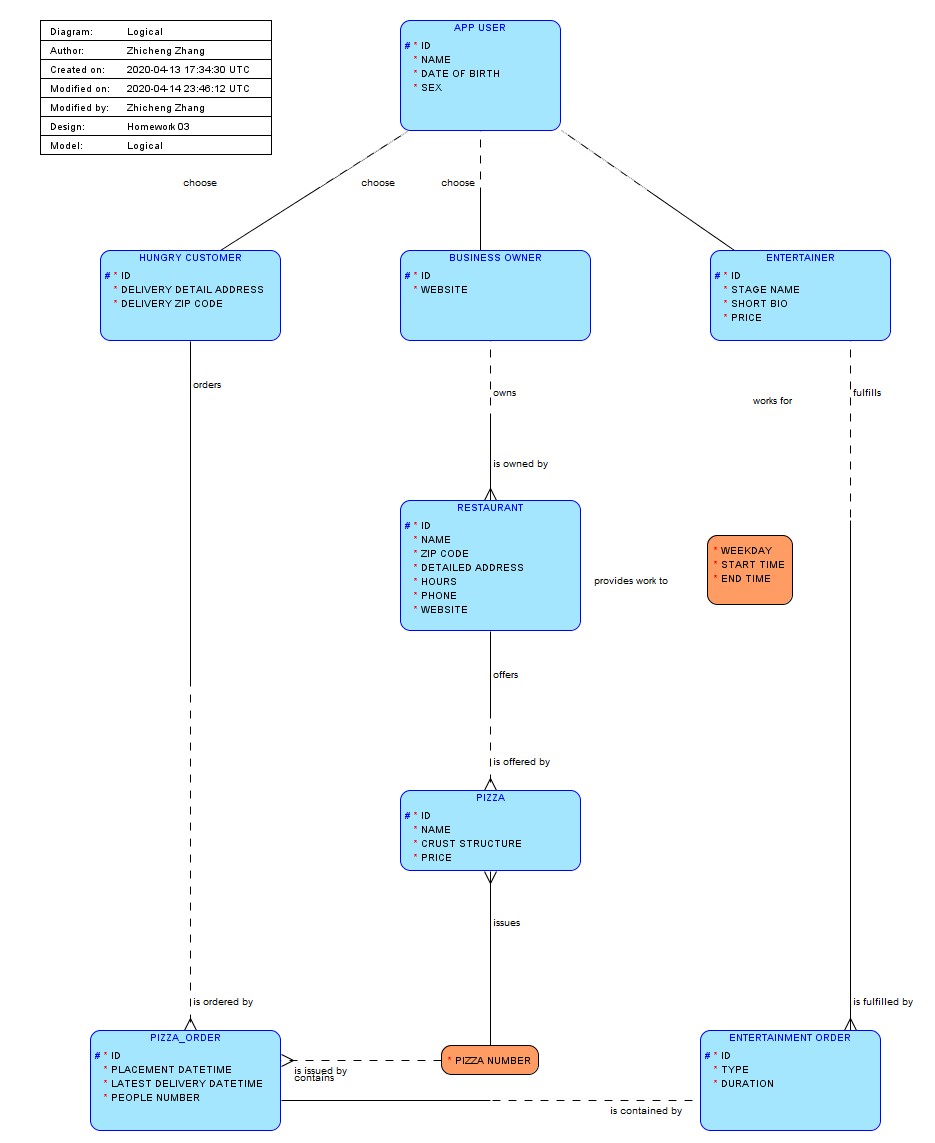 Diagram: Logical
Author: Zhicheng Zhang
Created on: 2020-04-13 17:34:30 UTC
Modified on: 2020-04-14 23:46:12 UTC
Modified by: Zhicheng Zhang
Design: Homework 03
Model: Logical
APP USER
# * ID
* NAME
* DATE OF BIRTH
* SEX
choose
choose
choose
HUNGRY CUSTOMER
# * ID
* DELIVERY DETAIL ADDRESS
* DELIVERY ZIP CODE
BUSINESS OWNER
# * ID
* WEBSITE
ENTERTAINER
# * ID
* STAGE NAME
* SHORT BIO
* PRICE
orders
owns
works for
fulfills
is owned by
RESTAURANT
# * ID
* NAME
* ZIP CODE
* DETAILED ADDRESS
* HOURS
* PHONE
* WEBSITE
provides work to
* WEEKDAY
* START TIME
* END TIME
offers
is offered by
PIZZA
# * ID
* NAME
* CRUST STRUCTURE
* PRICE
issues
is ordered by
is fulfilled by
PIZZA_ORDER
# * ID
* PLACEMENT DATETIME
* LATEST DELIVERY DATETIME
* PEOPLE NUMBER
is issued by
contains
* PIZZA NUMBER
is contained by
ENTERTAINMENT ORDER
# * ID
* TYPE
* DURATION